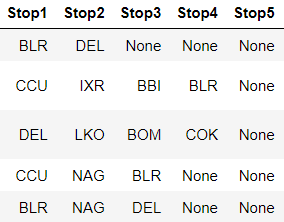 Stop1 Stop2 Stop3 Stop4 Stop5
BLR DEL None None None
CCU IXR BBI BLR None
DEL LKO BOM COK None
CCU NAG BLR None None
BLR NAG DEL None None